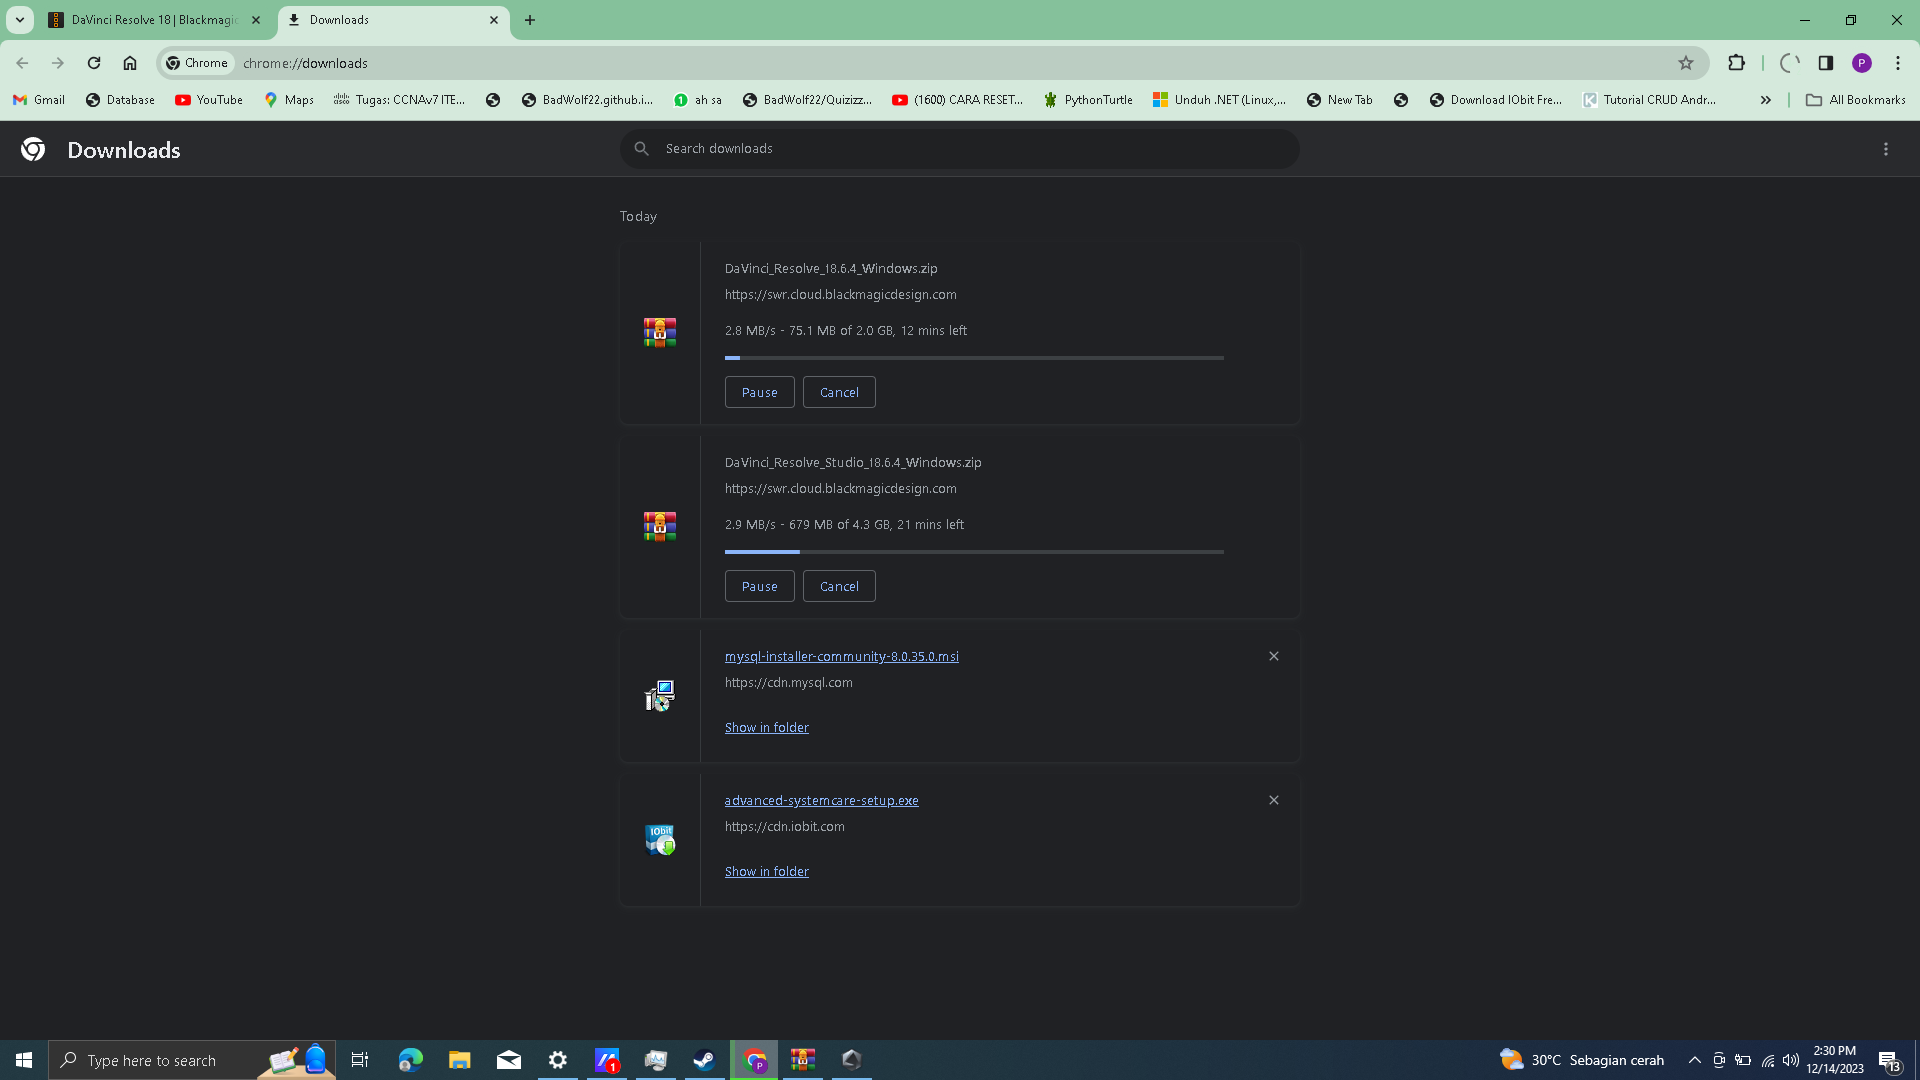 DaVinci Resolve 18 | Blackmagic
Downloads
Chrome
chrome://downloads
P
Gmail
Database
YouTube
Maps
Tugas: CCNAv7 ITE...
BadWolf22.github.i...
ah sa
BadWolf22/Quizizz...
(1600) CARA RESET...
PythonTurtle
Unduh .NET (Linux,...
New Tab
Download IObit Fre...
Tutorial CRUD Andr...
All Bookmarks
Downloads
Search downloads
Today
DaVinci_Resolve_18.6.4_Windows.zip
https://swr.cloud.blackmagicdesign.com
2.8 MB/s - 75.1 MB of 2.0 GB, 12 mins left
Pause
Cancel
DaVinci_Resolve_Studio_18.6.4_Windows.zip
https://swr.cloud.blackmagicdesign.com
2.9 MB/s - 679 MB of 4.3 GB, 21 mins left
Pause
Cancel
mysql-installer-community-8.0.35.0.msi
https://cdn.mysql.com
Show in folder
advanced-systemcare-setup.exe
https://cdn.iobit.com
IObit
Show in folder
Type here to search
1
P
30°C Sebagian cerah
2:30 PM
12/14/2023
13